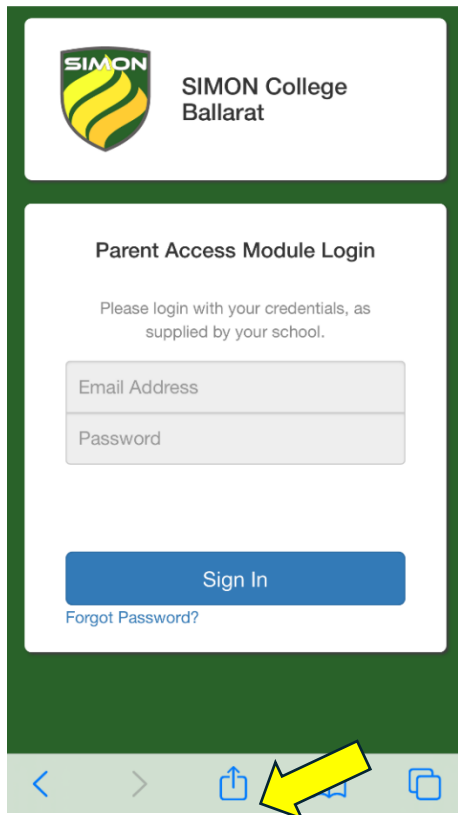 SIMON
SIMON College
Ballarat
Parent Access Module Login
Please login with your credentials, as
supplied by your school.
Email Address
Password
Sign In
Forgot Password?